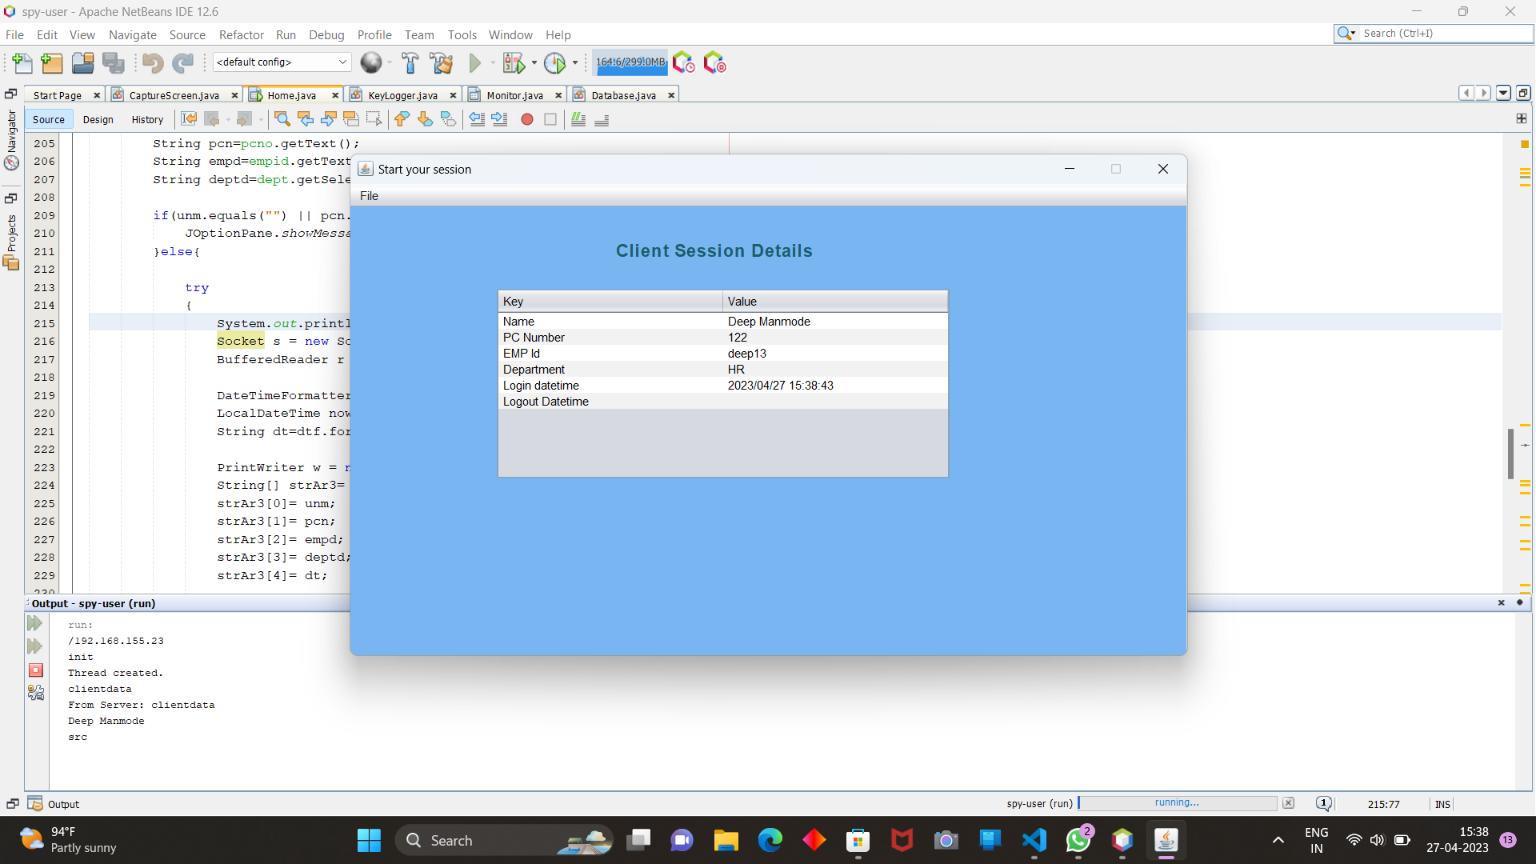 spy-user - Apache NetBeans IDE 12.6
File Edit View Navigate Source Refactor Run Debug Profile Team Tools Window Help
Search (Ctrl+I)
<default config>
164.6/299.0MB
Start Page CaptureScreen.java Home.java KeyLogger.java Monitor.java Database.java
Source Design History
Navigator
Projects
205 String pcn=pcno.getText();
206 String empd=empid.getText
207 String deptd=dept.getSele
208
209 if(unm.equals("") || pcn.
210 JOptionPane.showMessa
211 }else{
212
213 try
214 {
215 System.out.printl
216 Socket s = new So
217 BufferedReader r
218
219 DateTimeFormatter
220 LocalDateTime now
221 String dt=dtf.for
222
223 PrintWriter w = n
224 String[] strAr3=
225 strAr3[0]= unm;
226 strAr3[1]= pcn;
227 strAr3[2]= empd;
228 strAr3[3]= deptd;
229 strAr3[4]= dt;
230
Start your session
File
Client Session Details
Key Value
Name Deep Manmode
PC Number 122
EMP Id deep13
Department HR
Login datetime 2023/04/27 15:38:43
Logout Datetime
Output - spy-user (run)
run:
/192.168.155.23
init
Thread created.
clientdata
From Server: clientdata
Deep Manmode
src
Output
spy-user (run) running... 1 215:77 INS
94°F
Partly sunny
Search
2
ENG
IN
15:38
27-04-2023
13